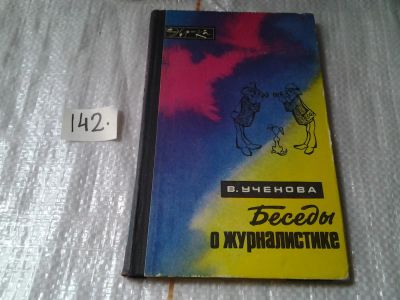 142.
В. УЧЕНОВА
Беседы
о журналистике